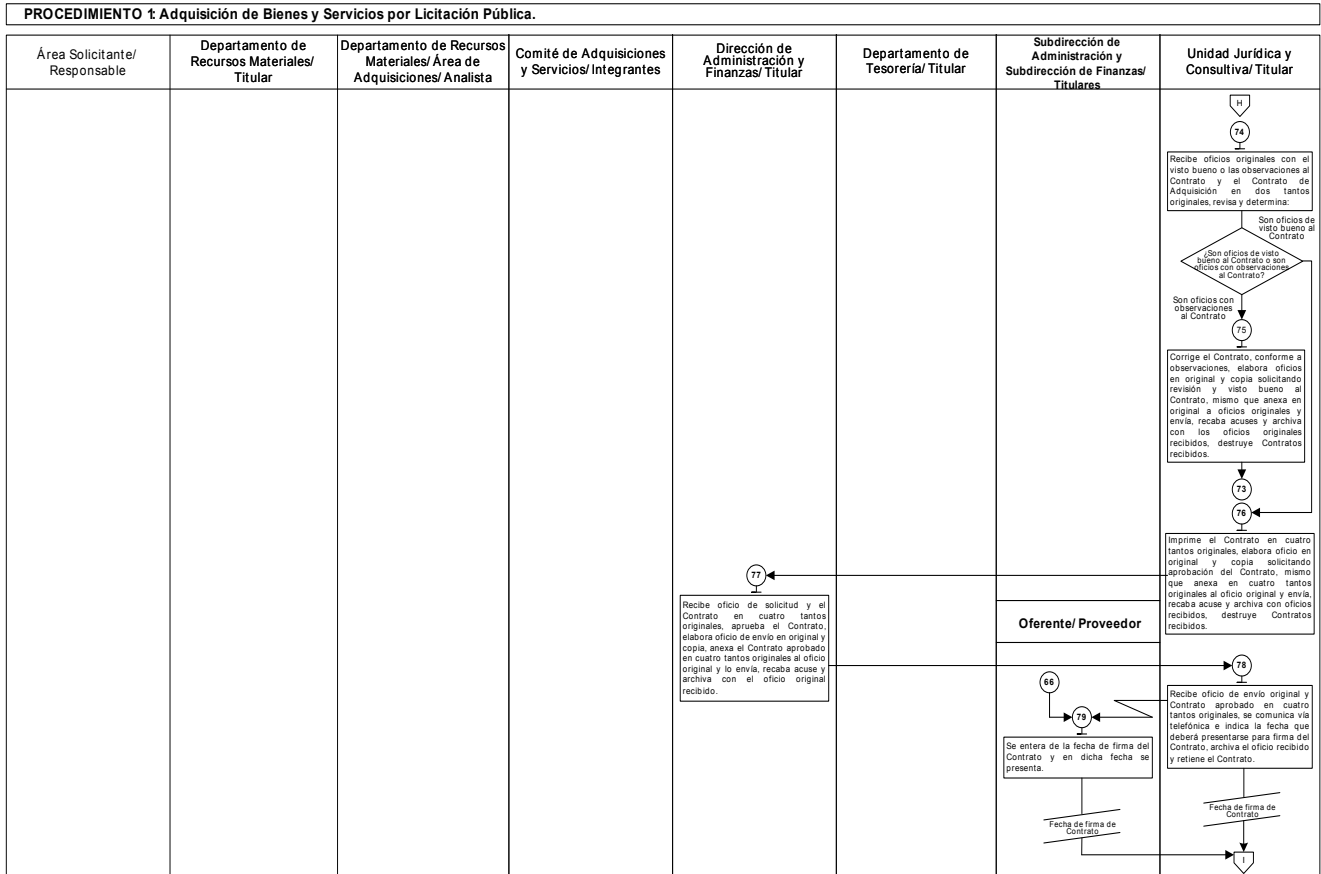 PROCEDIMIENTO 1: Adquisición de Bienes y Servicios por Licitación Pública.
Área Solicitante/
Responsable
Departamento de
Recursos Materiales/
Titular
Departamento de Recursos
Materiales/ Área de
Adquisiciones/ Analista
Comité de Adquisiciones
y Servicios/ Integrantes
Dirección de
Administración y
Finanzas/ Titular
Departamento de
Tesorería/ Titular
Subdirección de
Administración y
Subdirección de Finanzas/
Titulares
Unidad Jurídica y
Consultiva/ Titular
H
74
Recibe oficios originales con el
visto bueno o las observaciones al
Contrato y el Contrato de
Adquisición en dos tantos
originales, revisa y determina:
Son oficios de
visto bueno al
Contrato
¿Son oficios de visto
bueno al Contrato o son
oficios con observaciones
al Contrato?
Son oficios con
observaciones
al Contrato
75
Corrige el Contrato, conforme a
observaciones, elabora oficios
en original y copia solicitando
revisión y visto bueno al
Contrato, mismo que anexa en
original a oficios originales y
envía, recaba acuses y archiva
con los oficios originales
recibidos, destruye Contratos
recibidos.
73
76
Imprime el Contrato en cuatro
tantos originales, elabora oficio en
original y copia solicitando
aprobación del Contrato, mismo
que anexa en cuatro tantos
originales al oficio original y envía,
recaba acuse y archiva con oficios
recibidos, destruye Contratos
recibidos.
77
Recibe oficio de solicitud y el
Contrato en cuatro tantos
originales, aprueba el Contrato,
elabora oficio de envío en original y
copia, anexa el Contrato aprobado
en cuatro tantos originales al oficio
original y lo envía, recaba acuse y
archiva con el oficio original
recibido.
Oferente/ Proveedor
78
Recibe oficio de envío original y
Contrato aprobado en cuatro
tantos originales, se comunica vía
telefónica e indica la fecha que
deberá presentarse para firma del
Contrato, archiva el oficio recibido
y retiene el Contrato.
66
79
Se entera de la fecha de firma del
Contrato y en dicha fecha se
presenta.
Fecha de firma de
Contrato
Fecha de firma de
Contrato
I